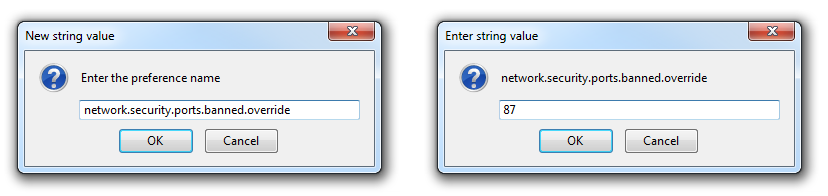 New string value
Enter the preference name
network.security.ports.banned.override
OK
Cancel
Enter string value
network.security.ports.banned.override
87
OK
Cancel